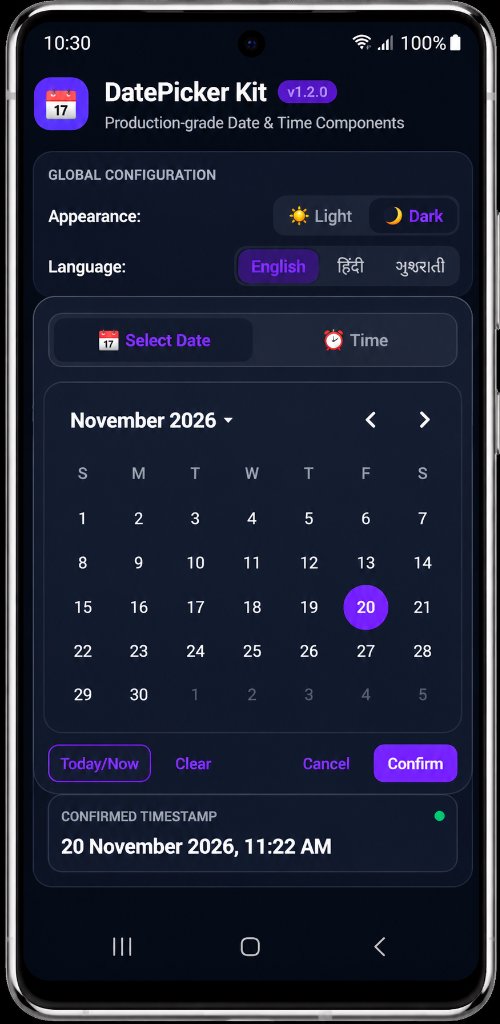 10:30 100%
17 DatePicker Kit v1.2.0
Production-grade Date & Time Components
GLOBAL CONFIGURATION
Appearance: Light Dark
Language: English हिंदी ગુજરાતી
17 Select Date Time
November 2026
S M T W T F S
1 2 3 4 5 6 7
8 9 10 11 12 13 14
15 16 17 18 19 20 21
22 23 24 25 26 27 28
29 30 1 2 3 4 5
Today/Now Clear Cancel Confirm
CONFIRMED TIMESTAMP
20 November 2026, 11:22 AM